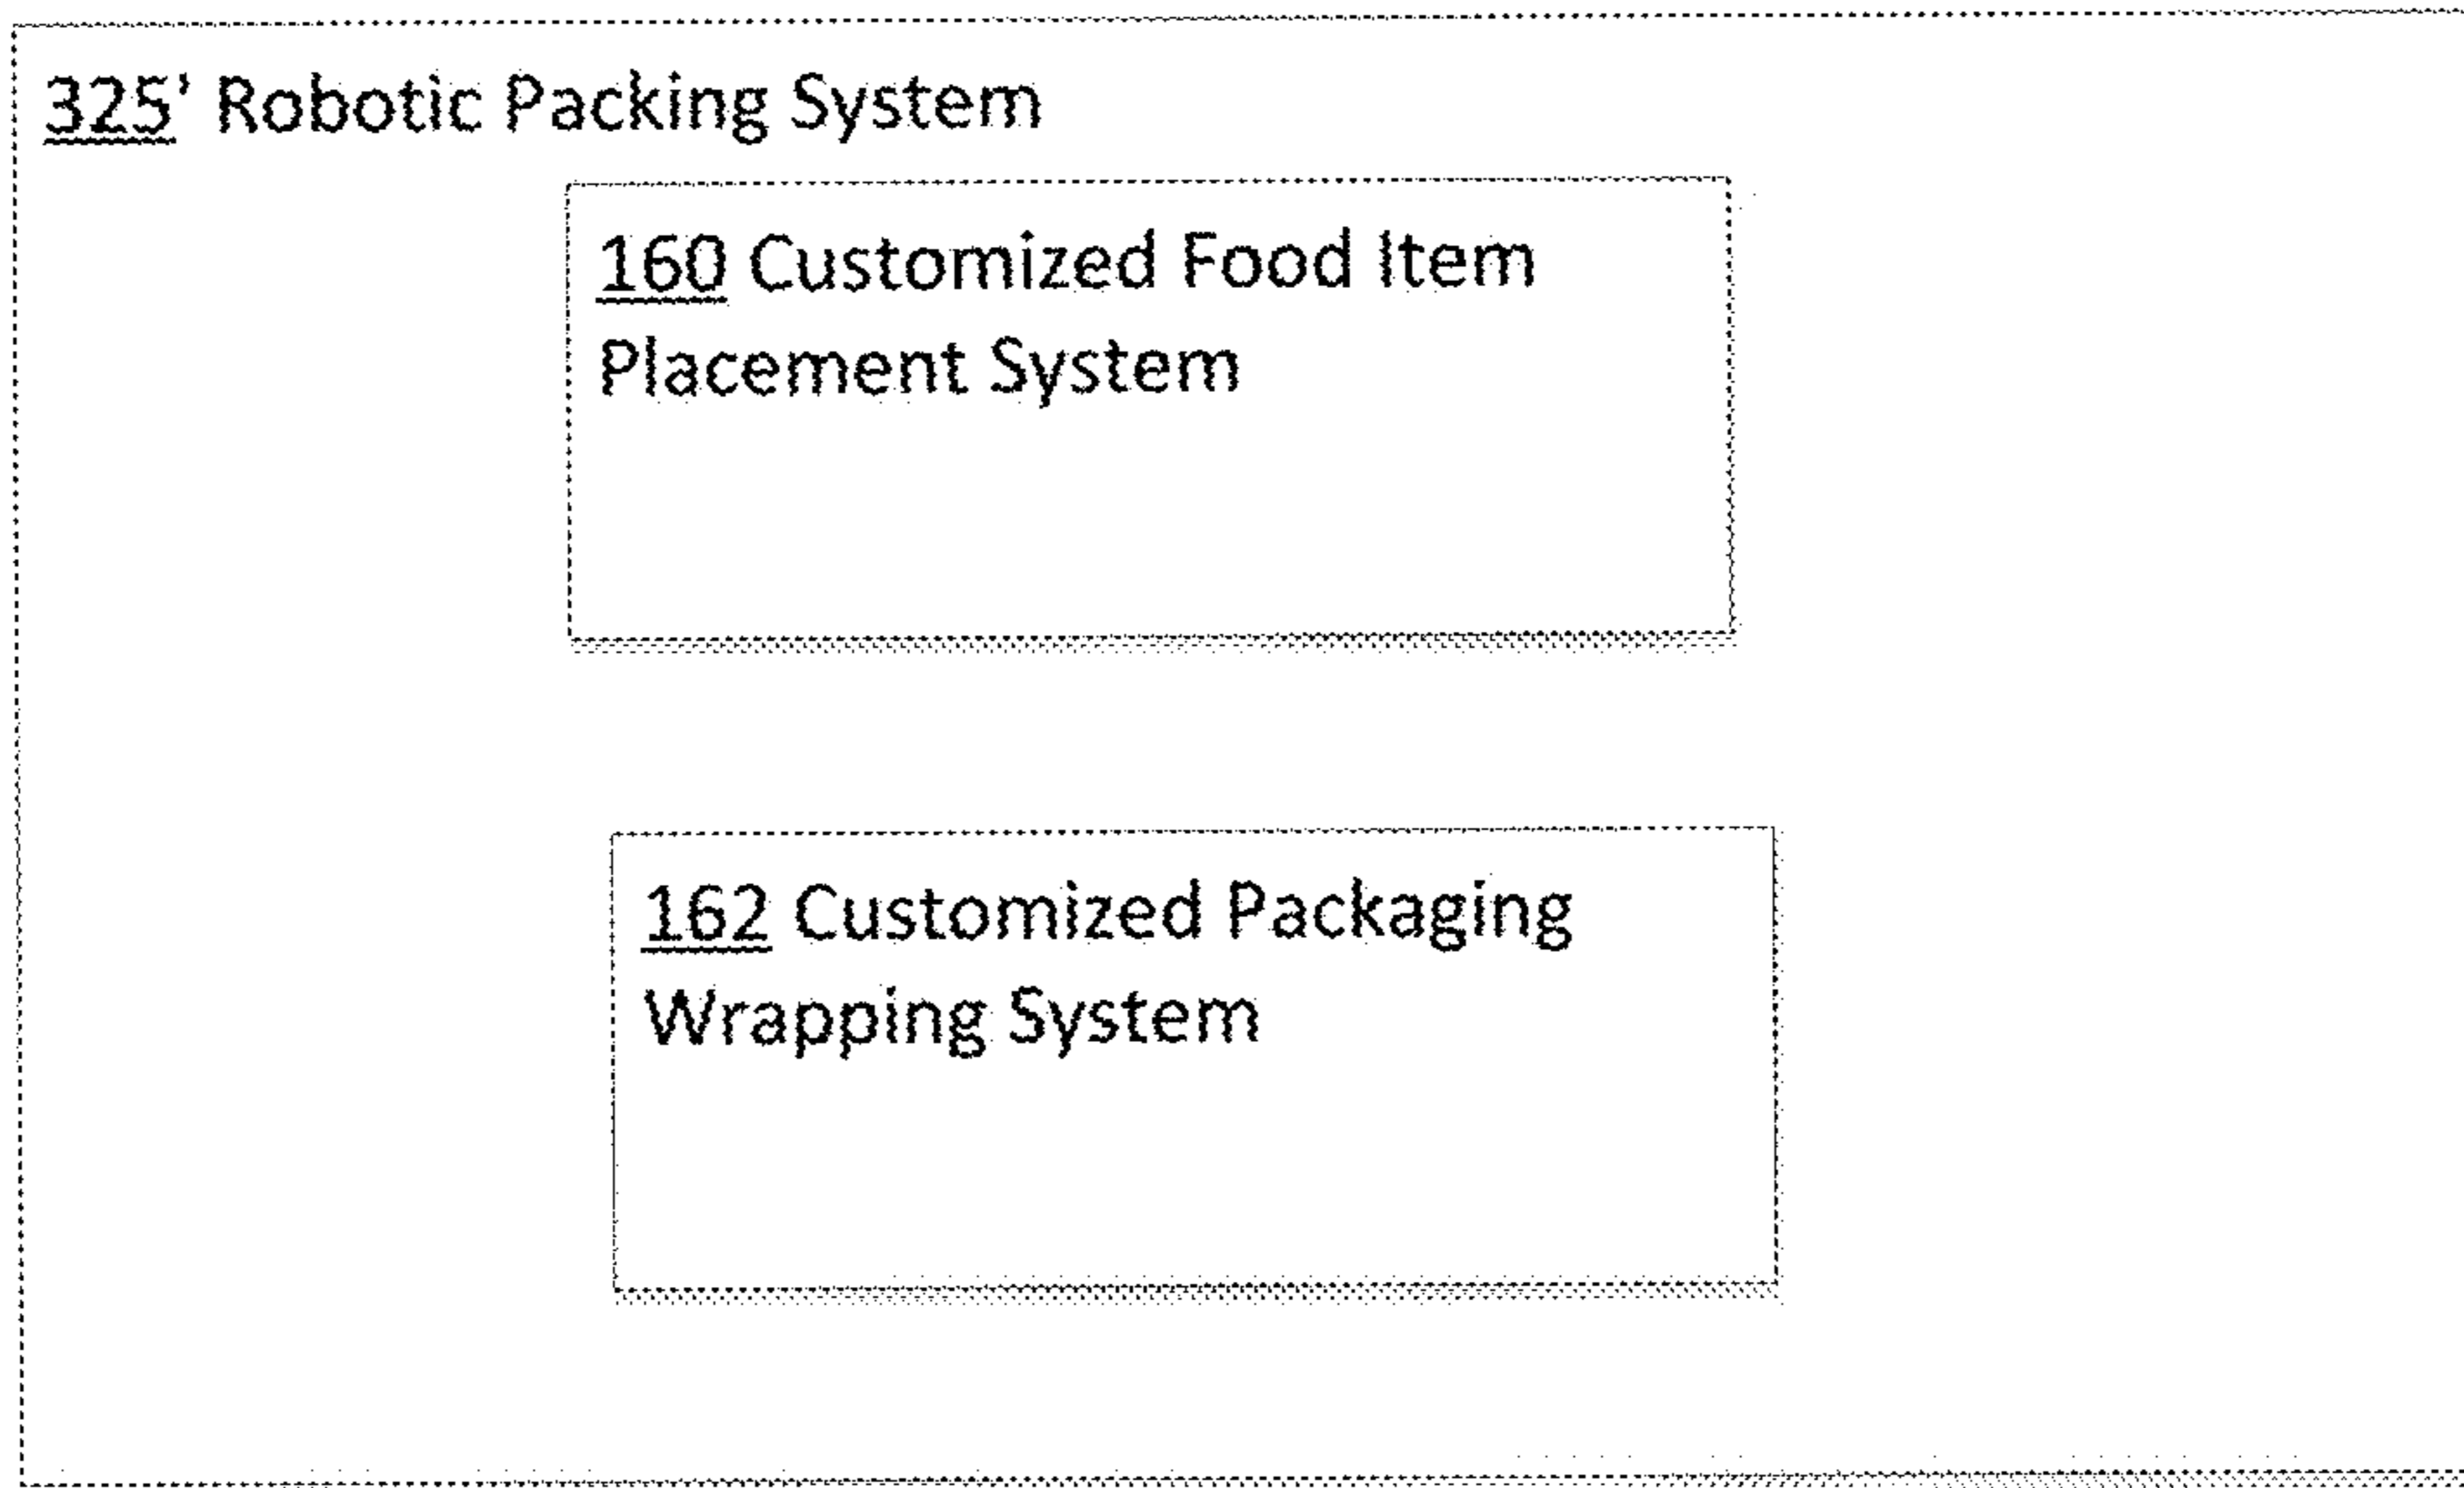 325' Robotic Packing System
160 Customized Food Item
Placement System
162 Customized Packaging
Wrapping System